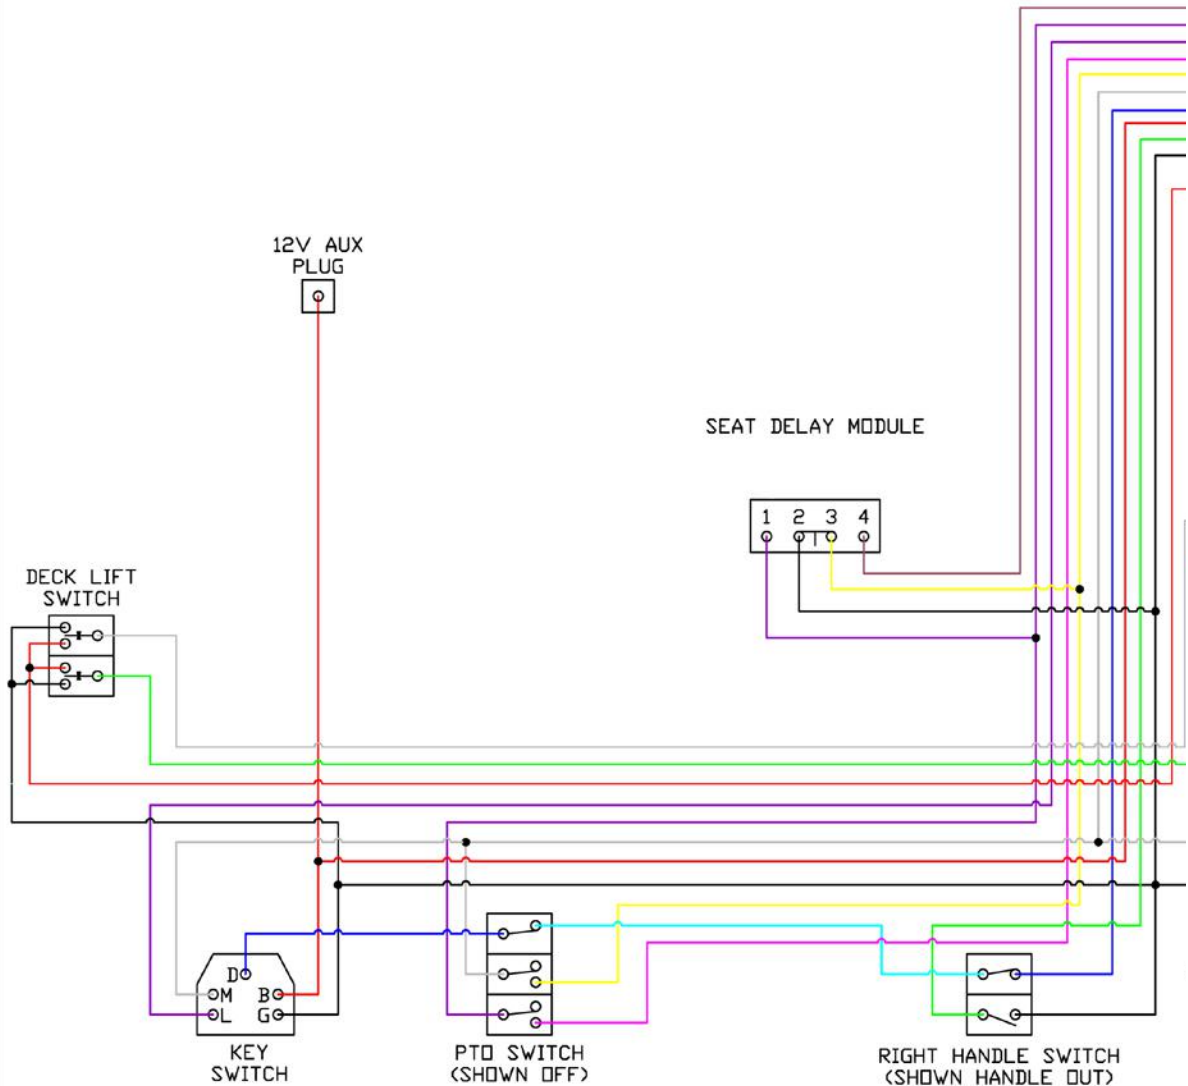 12V AUX
PLUG
SEAT DELAY MODULE
1 2 3 4
DECK LIFT
SWITCH
D
M B
L G
KEY
SWITCH
PTO SWITCH
(SHOWN OFF)
RIGHT HANDLE SWITCH
(SHOWN HANDLE OUT)